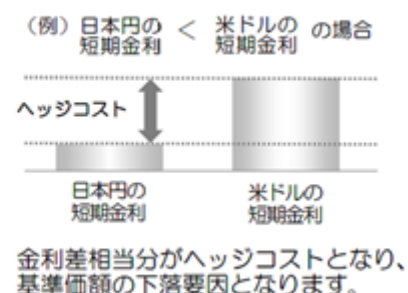 （例）日本円の短期金利 ＜ 米ドルの短期金利 の場合
ヘッジコスト
日本円の短期金利
米ドルの短期金利
金利差相当分がヘッジコストとなり、
基準価額の下落要因となります。